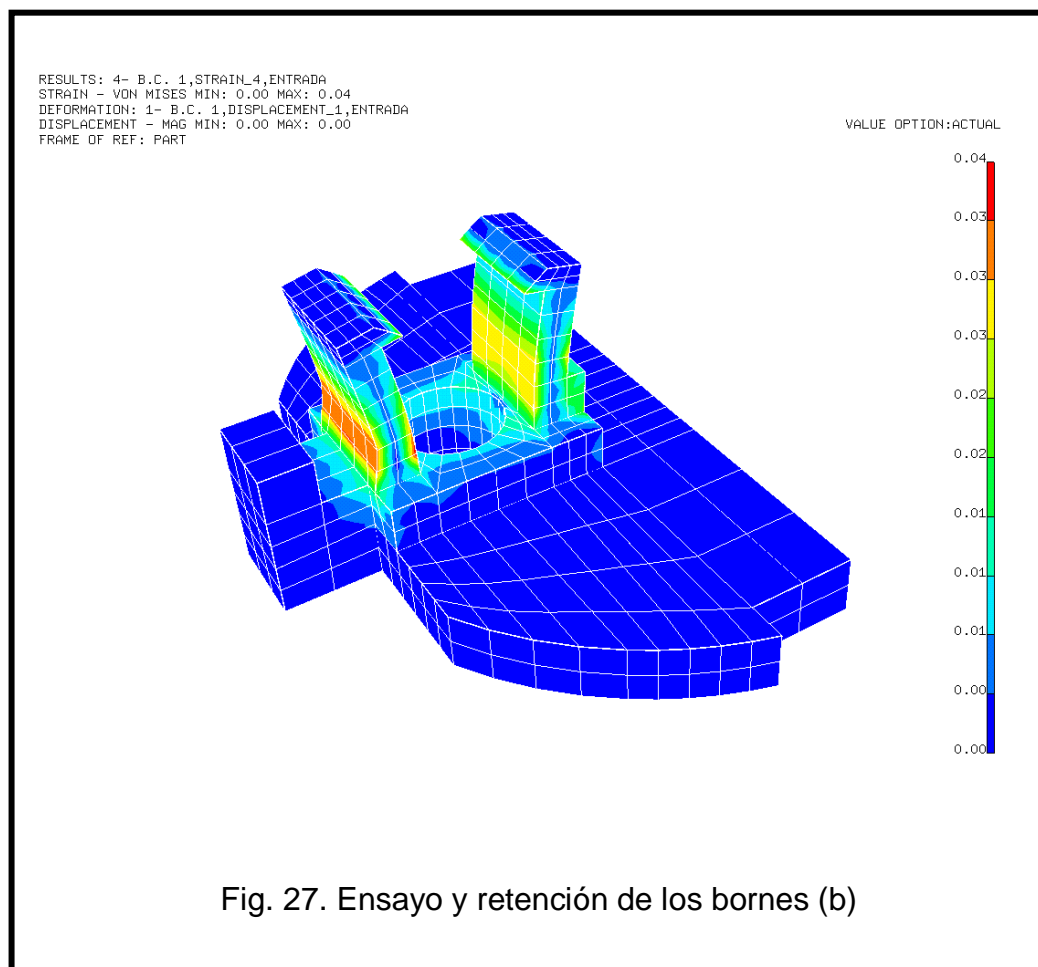 RESULTS: 4- B.C. 1,STRAIN_4,ENTRADA
STRAIN - VON MISES MIN: 0.00 MAX: 0.04
DEFORMATION: 1- B.C. 1,DISPLACEMENT_1,ENTRADA
DISPLACEMENT - MAG MIN: 0.00 MAX: 0.00
FRAME OF REF: PART
VALUE OPTION:ACTUAL
0.04
0.03
0.03
0.03
0.02
0.02
0.01
0.01
0.01
0.00
0.00
Fig. 27. Ensayo y retención de los bornes (b)